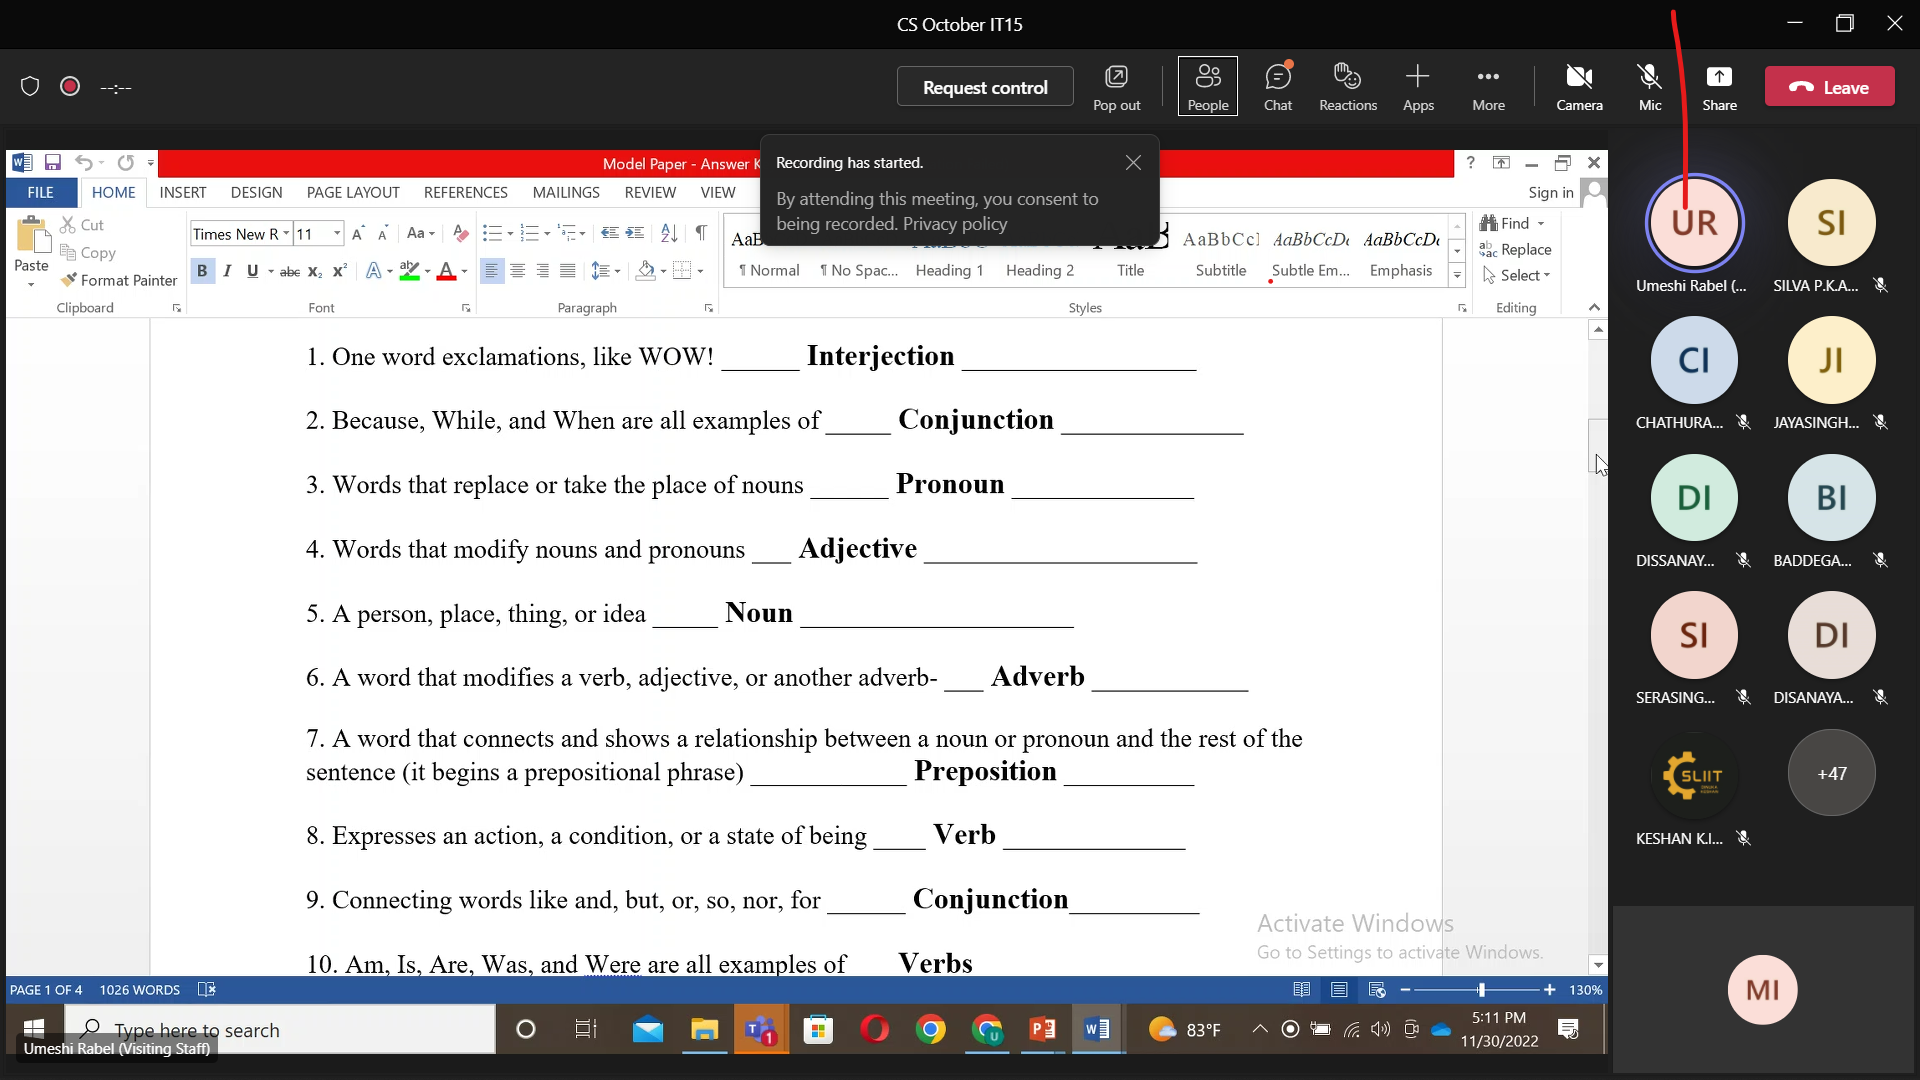 CS October IT15
--:--
Request control
Pop out
People
Chat
Reactions
Apps
More
Camera
Mic
Share
Leave
Model Paper - Answer K
Recording has started.
By attending this meeting, you consent to
being recorded. Privacy policy
FILE HOME INSERT DESIGN PAGE LAYOUT REFERENCES MAILINGS REVIEW VIEW
Sign in
Paste
Cut
Copy
Format Painter
Clipboard
Times New R 11
Font
Paragraph
¶ Normal ¶ No Spac... Heading 1 Heading 2 Title Subtitle Subtle Em... Emphasis
AaBbCcI AaBbCcDc AaBbCcDc
Styles
Find
Replace
Select
Editing
1. One word exclamations, like WOW! ______ Interjection __________________
2. Because, While, and When are all examples of _____ Conjunction ______________
3. Words that replace or take the place of nouns ______ Pronoun ______________
4. Words that modify nouns and pronouns ___ Adjective _____________________
5. A person, place, thing, or idea _____ Noun _____________________
6. A word that modifies a verb, adjective, or another adverb- ___ Adverb ____________
7. A word that connects and shows a relationship between a noun or pronoun and the rest of the
sentence (it begins a prepositional phrase) ____________ Preposition __________
8. Expresses an action, a condition, or a state of being ____ Verb ______________
9. Connecting words like and, but, or, so, nor, for ______ Conjunction__________
10. Am, Is, Are, Was, and Were are all examples of Verbs
Activate Windows
Go to Settings to activate Windows.
PAGE 1 OF 4 1026 WORDS
130%
Type here to search
Umeshi Rabel (Visiting Staff)
83°F
5:11 PM
11/30/2022
UR
Umeshi Rabel (...
SI
SILVA P.K.A...
CI
CHATHURA...
JI
JAYASINGH...
DI
DISSANAY...
BI
BADDEGA...
SI
SERASING...
DI
DISANAYA...
SLIIT
KESHAN K.I...
+47
MI